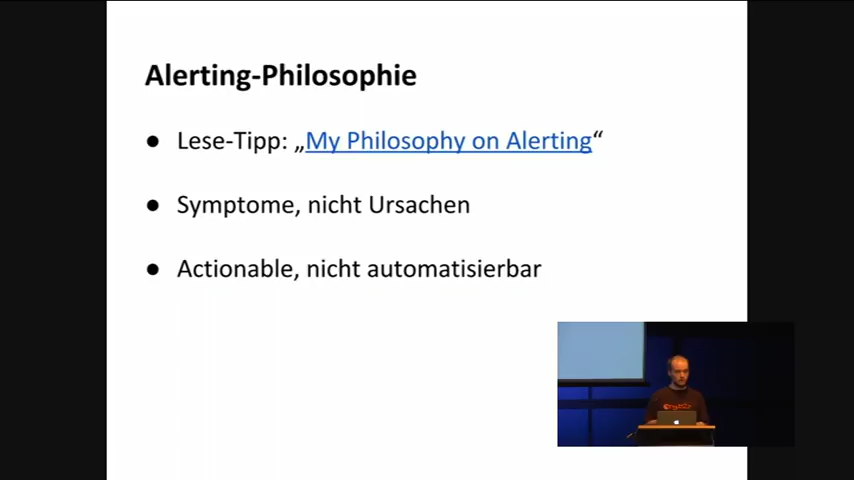 Alerting-Philosophie
● Lese-Tipp: „My Philosophy on Alerting“
● Symptome, nicht Ursachen
● Actionable, nicht automatisierbar